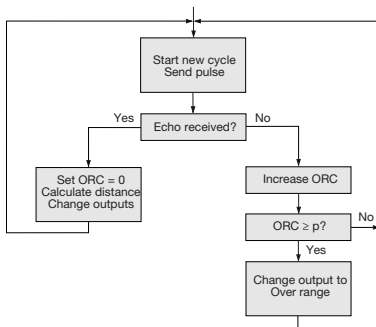 Start new cycle
Send pulse
Echo received?
Yes
No
Set ORC = 0
Calculate distance
Change outputs
Increase ORC
ORC ≥ p?
No
Yes
Change output to
Over range